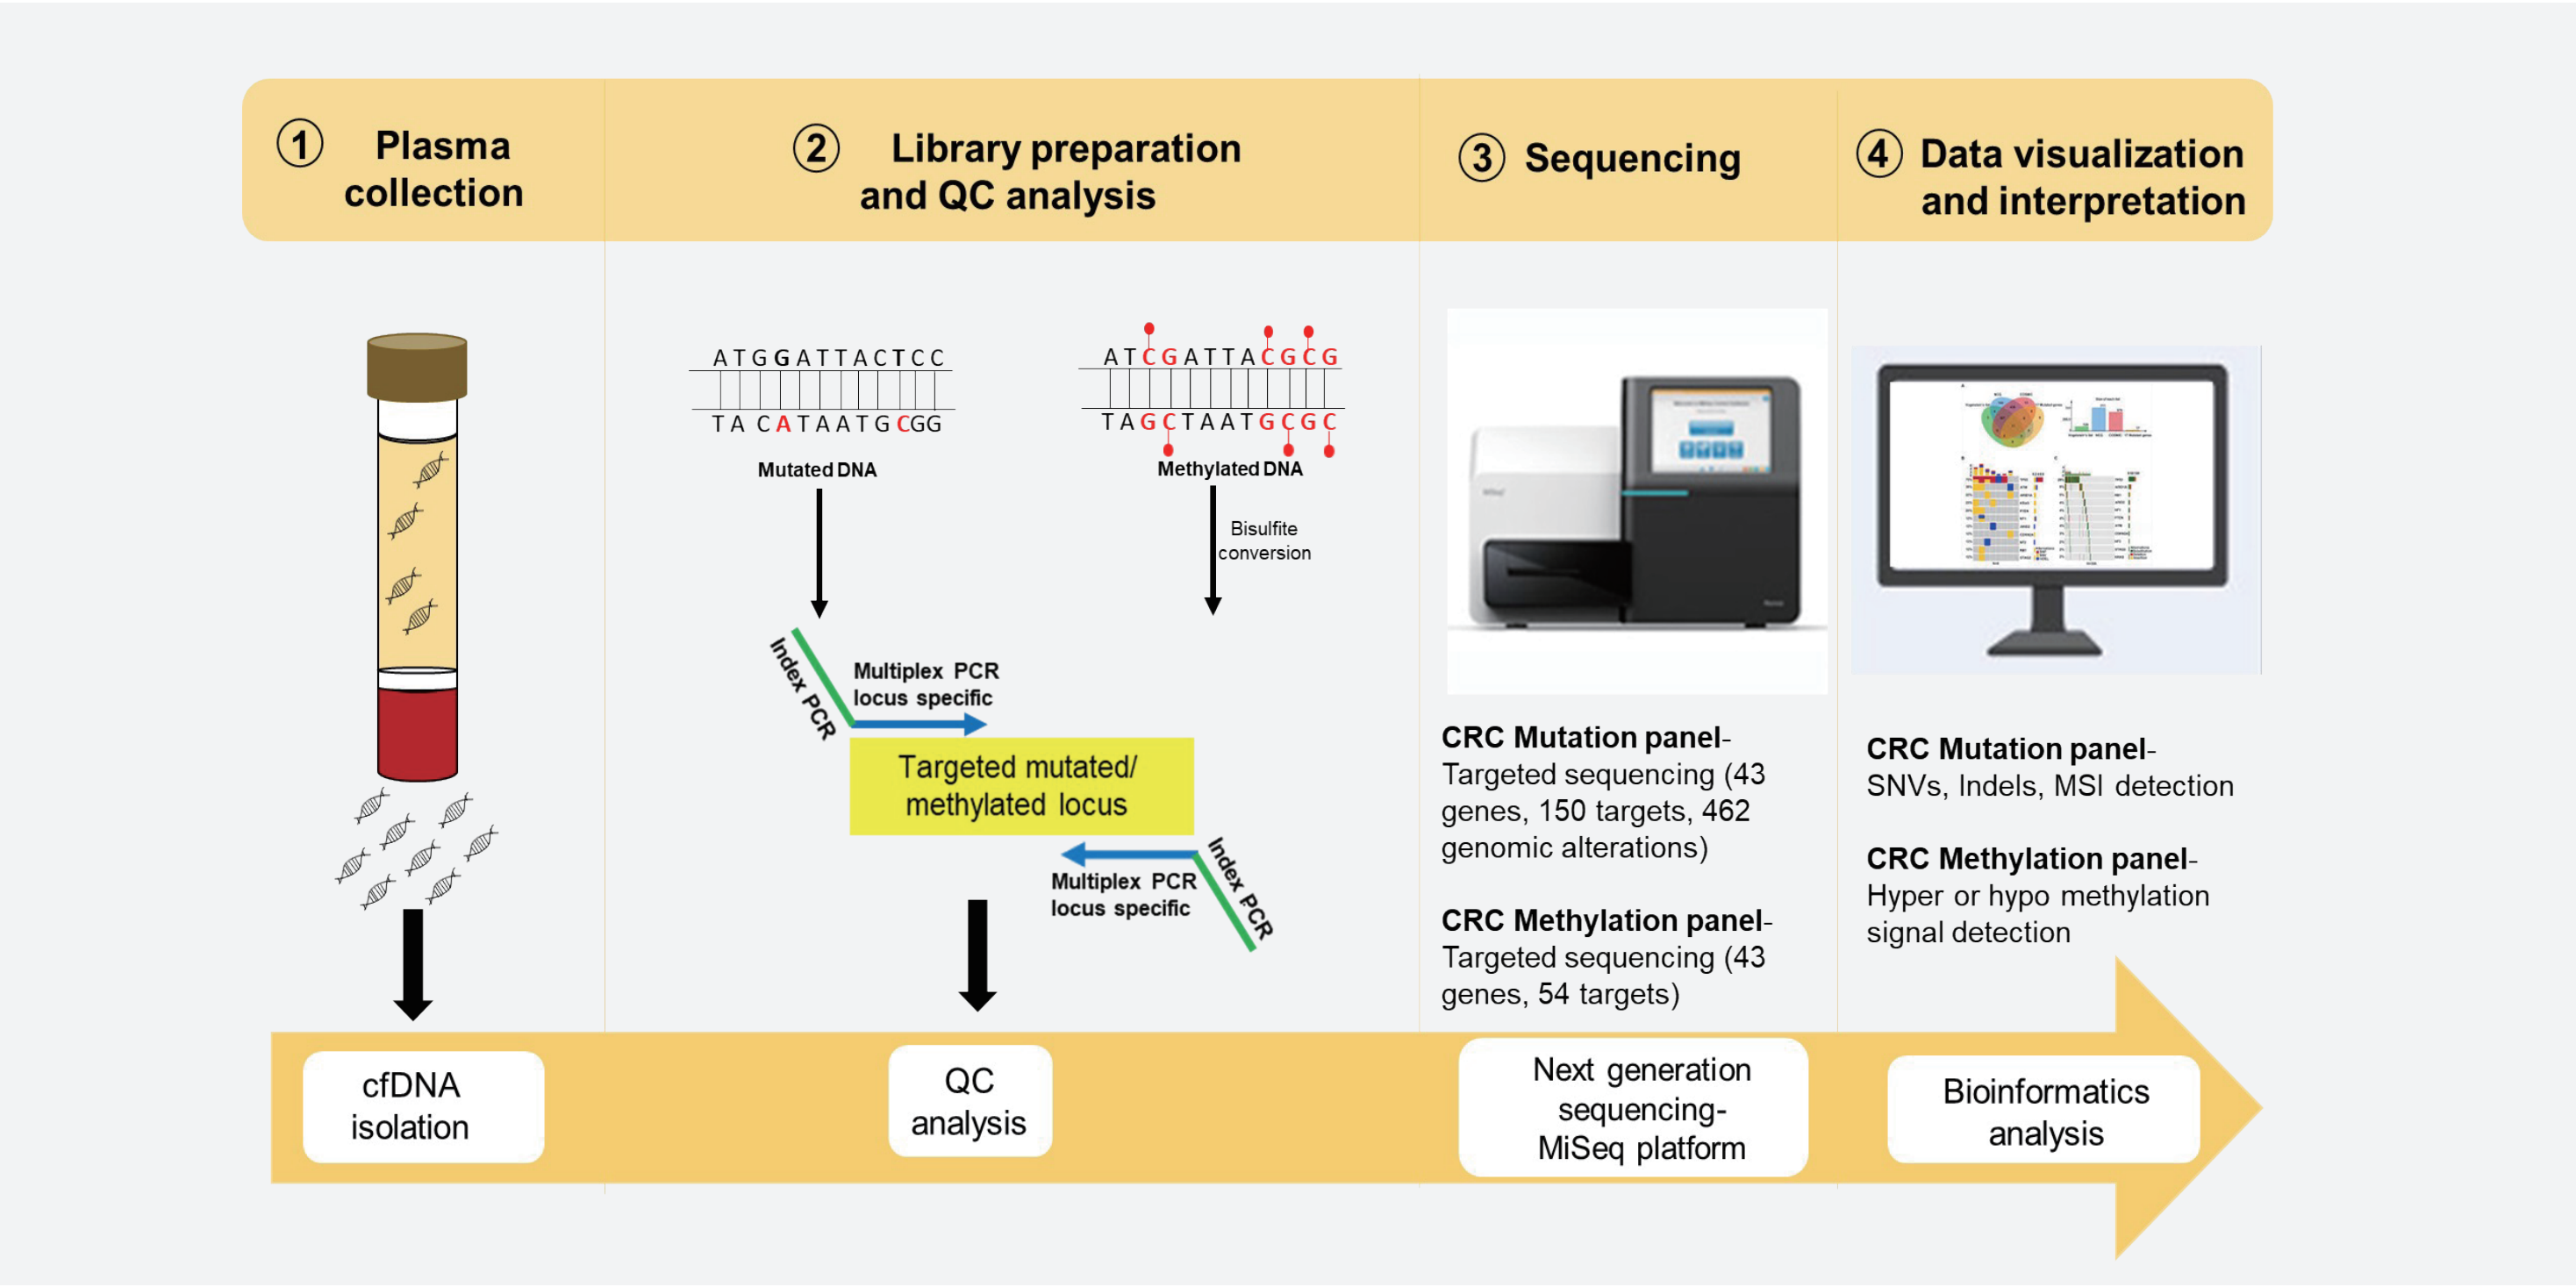 1 Plasma
collection
2 Library preparation
and QC analysis
3 Sequencing
4 Data visualization
and interpretation
ATGGATTACTCC
TACATAATGCGG
Mutated DNA
ATCGATTACGCG
TAGCTAATGCGC
Methylated DNA
Bisulfite
conversion
Index PCR
Multiplex PCR
locus specific
Targeted mutated/
methylated locus
Multiplex PCR
locus specific
Index PCR
CRC Mutation panel-
Targeted sequencing (43
genes, 150 targets, 462
genomic alterations)
CRC Methylation panel-
Targeted sequencing (43
genes, 54 targets)
CRC Mutation panel-
SNVs, Indels, MSI detection
CRC Methylation panel-
Hyper or hypo methylation
signal detection
cfDNA
isolation
QC
analysis
Next generation
sequencing-
MiSeq platform
Bioinformatics
analysis